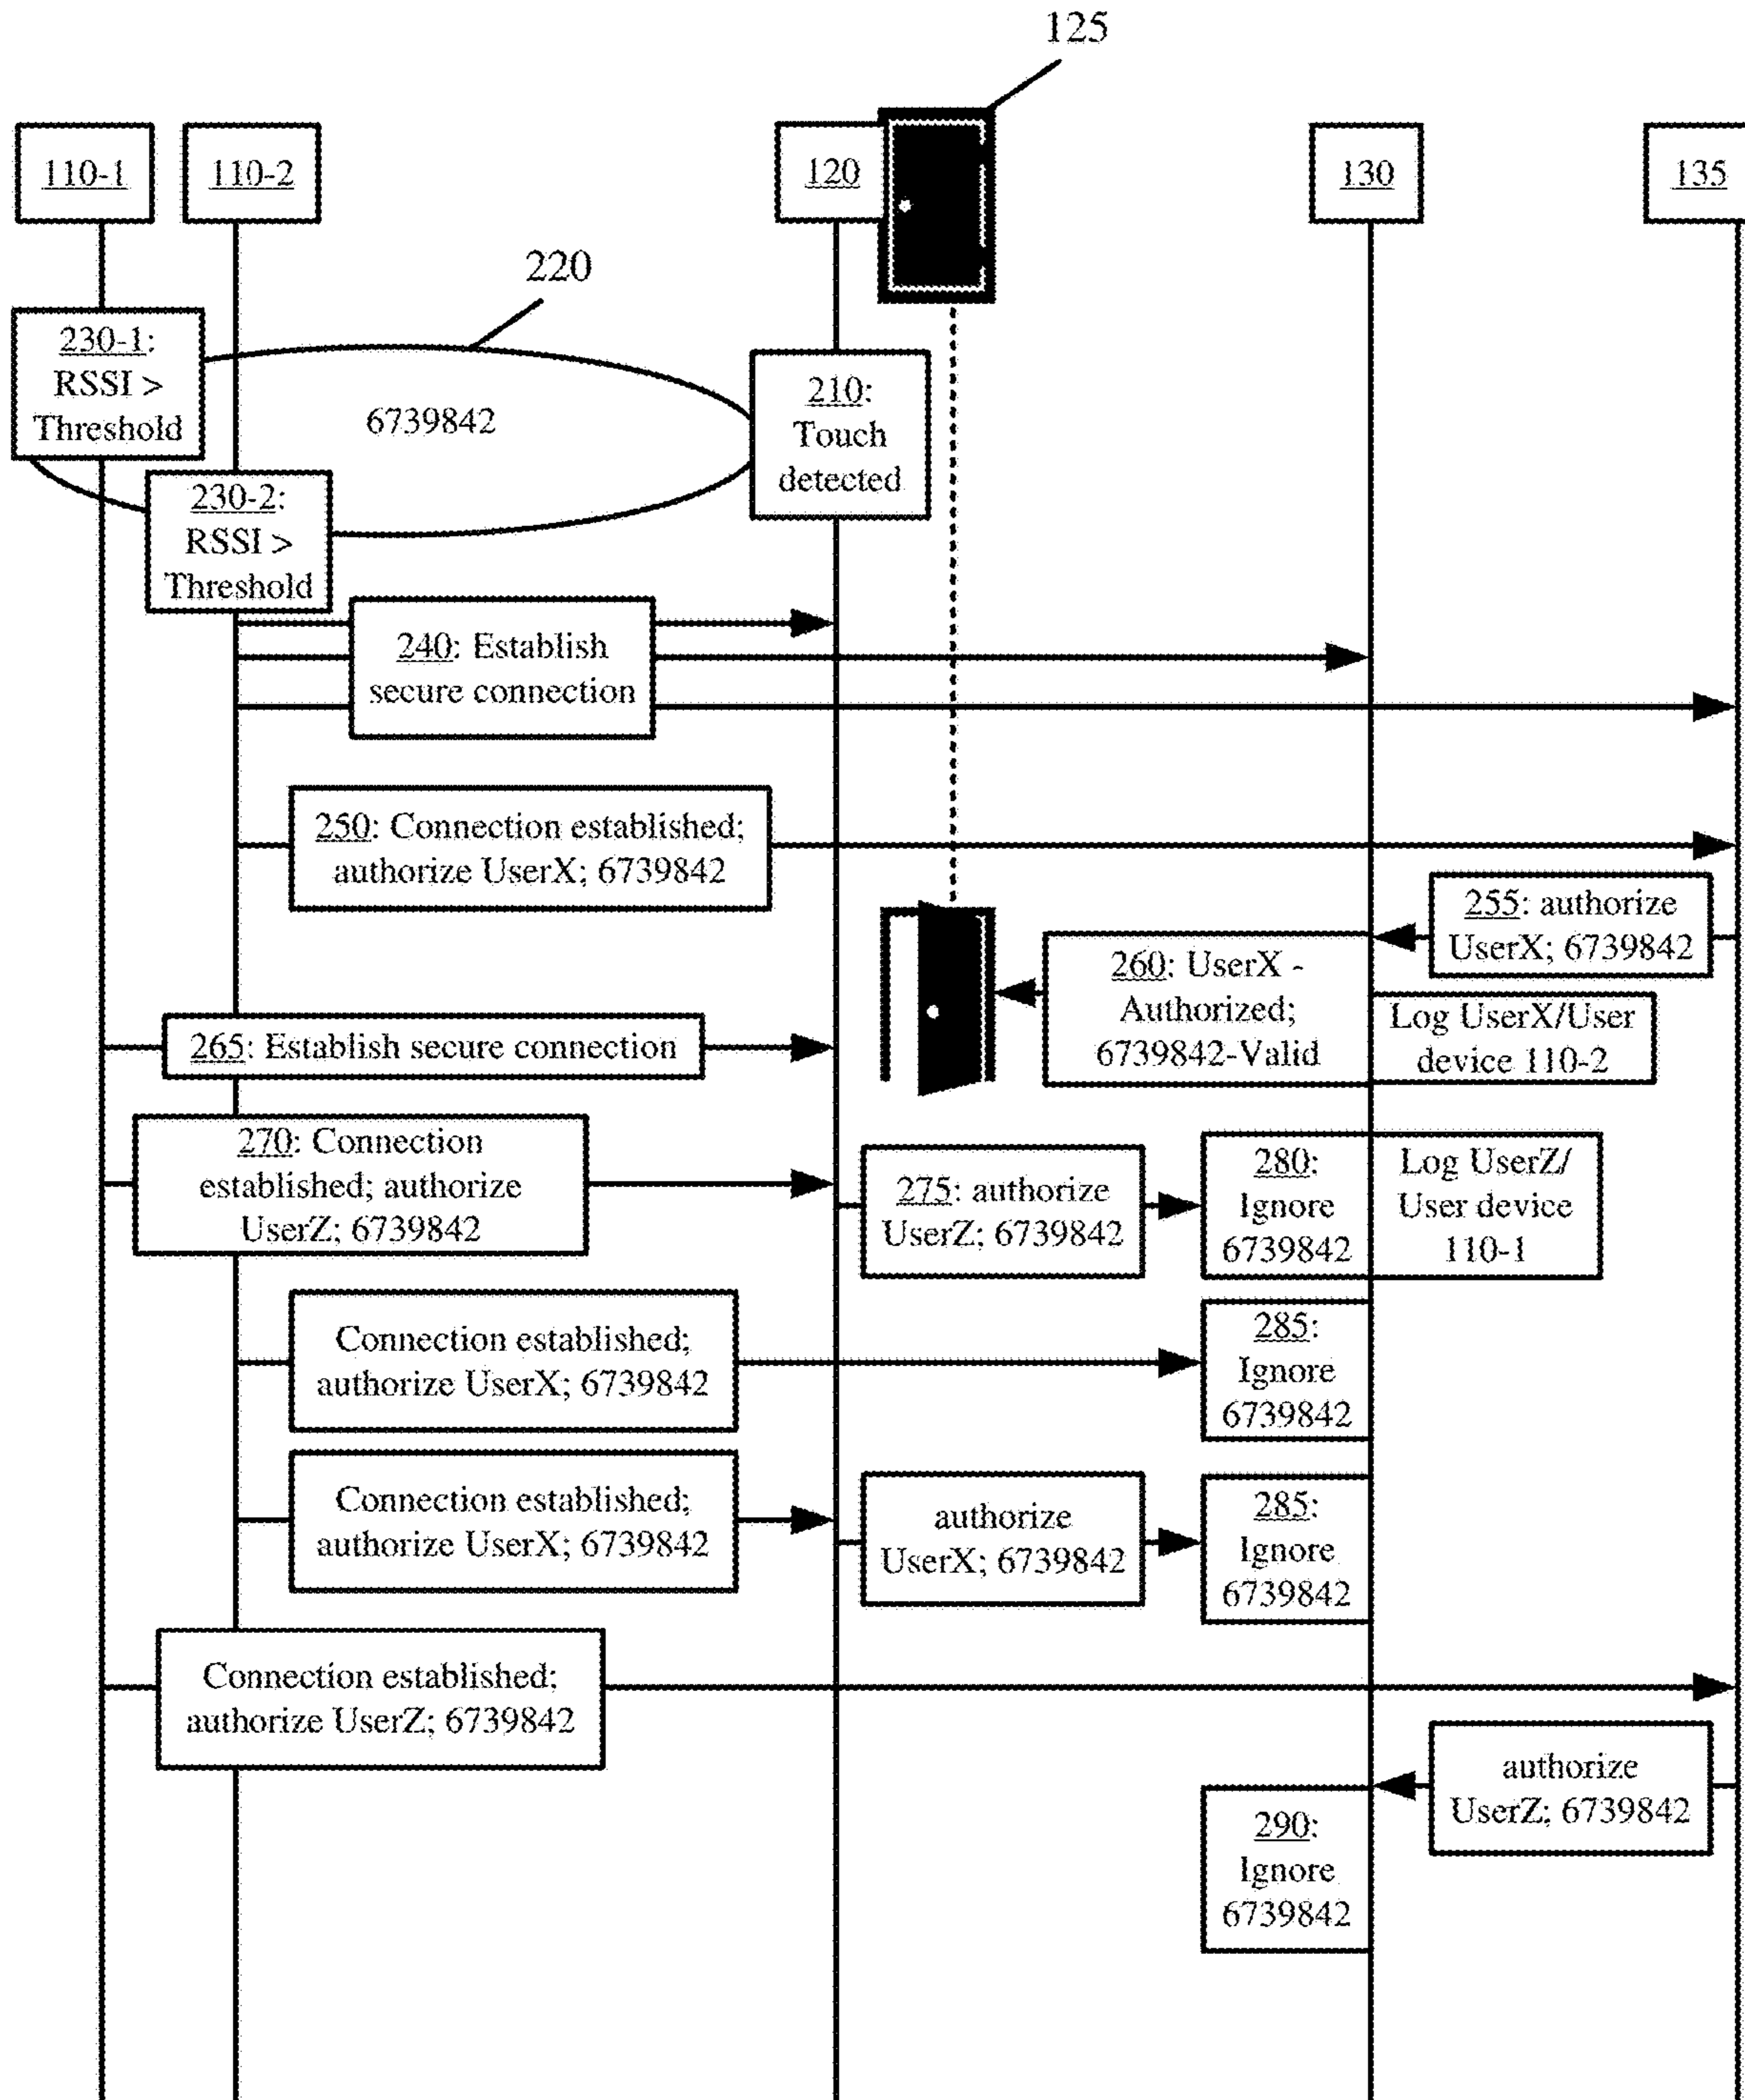 125
110-1
110-2
120
130
135
220
230-1:
RSSI >
Threshold
6739842
210:
Touch
detected
230-2:
RSSI >
Threshold
240: Establish
secure connection
250: Connection established;
authorize UserX; 6739842
255: authorize
UserX; 6739842
260: UserX -
Authorized;
6739842-Valid
Log UserX/User
device 110-2
265: Establish secure connection
270: Connection
established; authorize
UserZ; 6739842
275: authorize
UserZ; 6739842
280:
Ignore
6739842
Log UserZ/
User device
110-1
Connection established;
authorize UserX; 6739842
285:
Ignore
6739842
Connection established;
authorize UserX; 6739842
authorize
UserX; 6739842
285:
Ignore
6739842
Connection established;
authorize UserZ; 6739842
authorize
UserZ; 6739842
290:
Ignore
6739842